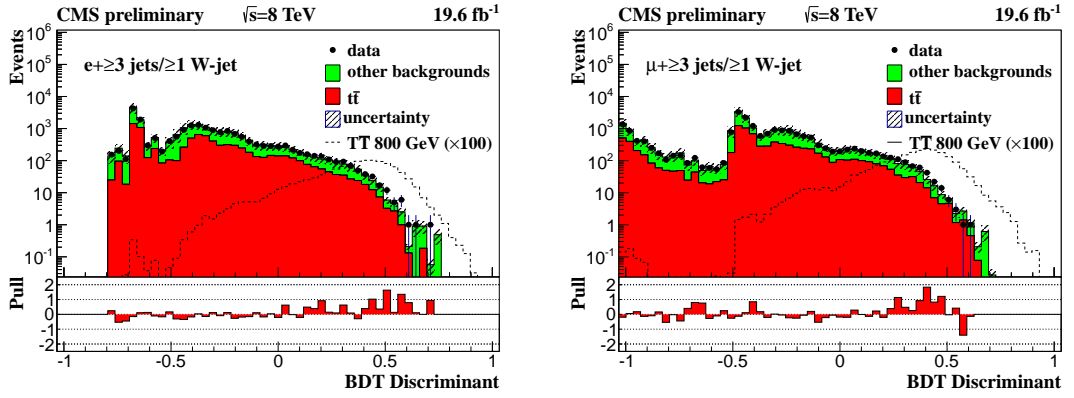 CMS preliminary √s=8 TeV 19.6 fb⁻¹
Events
10⁶
10⁵
10⁴
10³
10²
10
1
10⁻¹
e+≥3 jets/≥1 W-jet
data
other backgrounds
tt̄
uncertainty
TT̄ 800 GeV (×100)
Pull
2
1
0
-1
-2
-1 -0.5 0 0.5 1
BDT Discriminant
CMS preliminary √s=8 TeV 19.6 fb⁻¹
Events
10⁶
10⁵
10⁴
10³
10²
10
1
10⁻¹
μ+≥3 jets/≥1 W-jet
data
other backgrounds
tt̄
uncertainty
TT̄ 800 GeV (×100)
Pull
2
1
0
-1
-2
-1 -0.5 0 0.5 1
BDT Discriminant